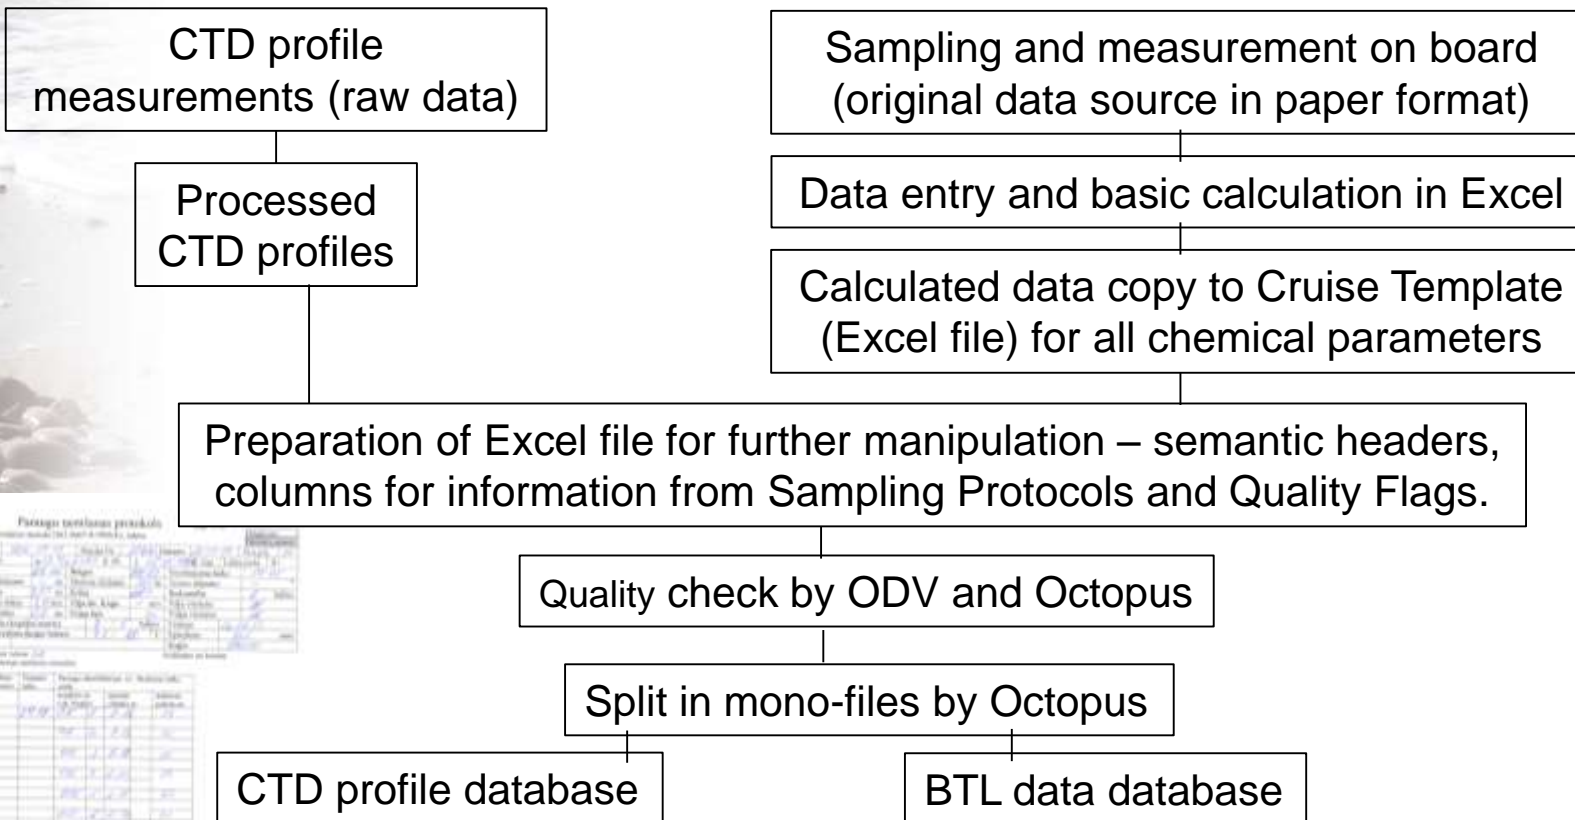 CTD profile
measurements (raw data)
Processed
CTD profiles
Sampling and measurement on board
(original data source in paper format)
Data entry and basic calculation in Excel
Calculated data copy to Cruise Template
(Excel file) for all chemical parameters
Preparation of Excel file for further manipulation – semantic headers,
columns for information from Sampling Protocols and Quality Flags.
Quality check by ODV and Octopus
Split in mono-files by Octopus
CTD profile database
BTL data database